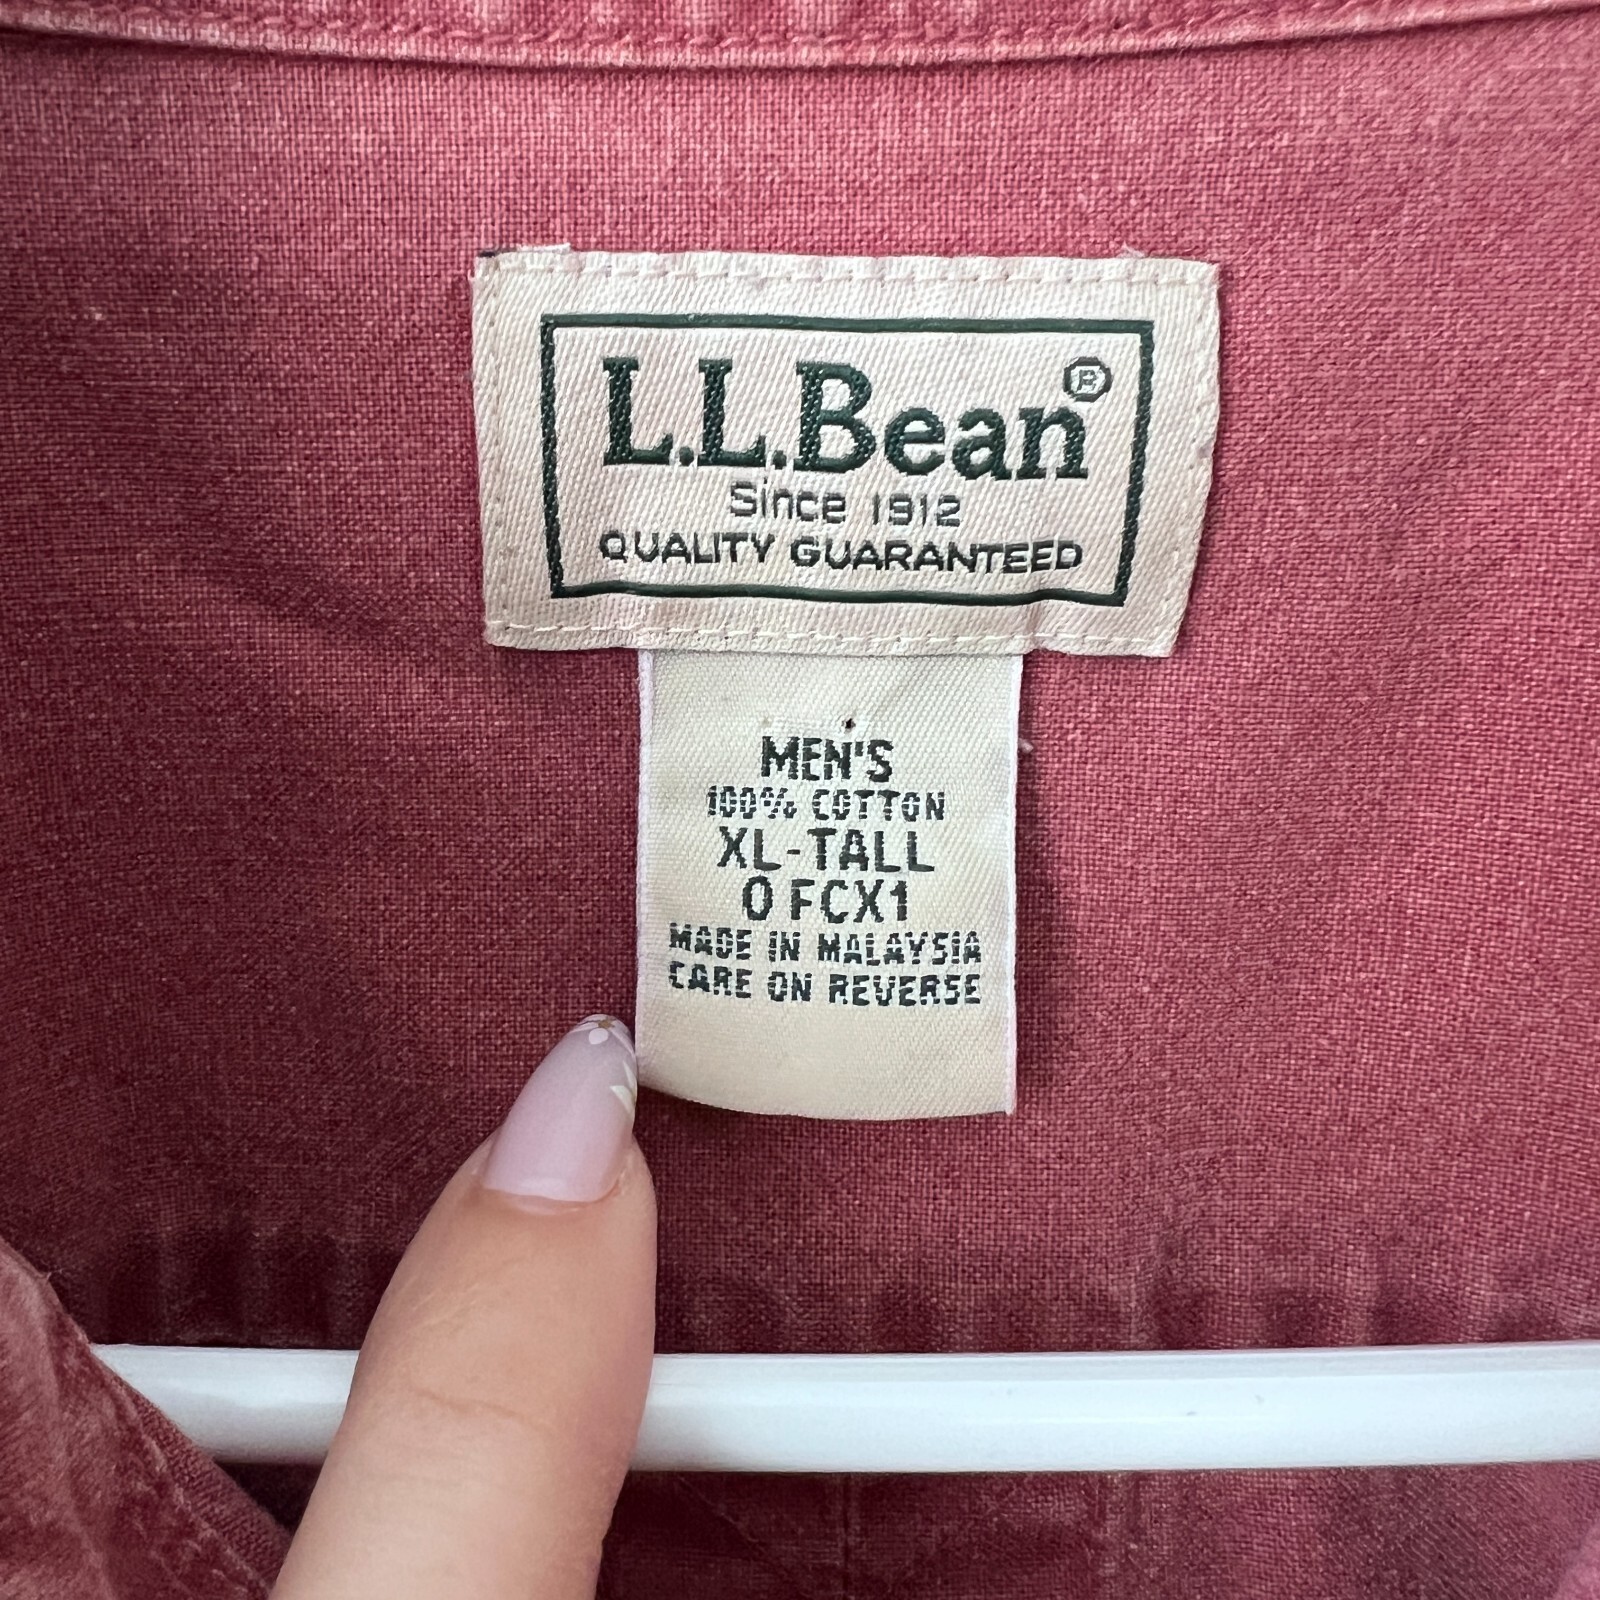 L.L.Bean®
Since 1912
QUALITY GUARANTEED
MEN'S
100% COTTON
XL-TALL
0 FCX1
MADE IN MALAYSIA
CARE ON REVERSE